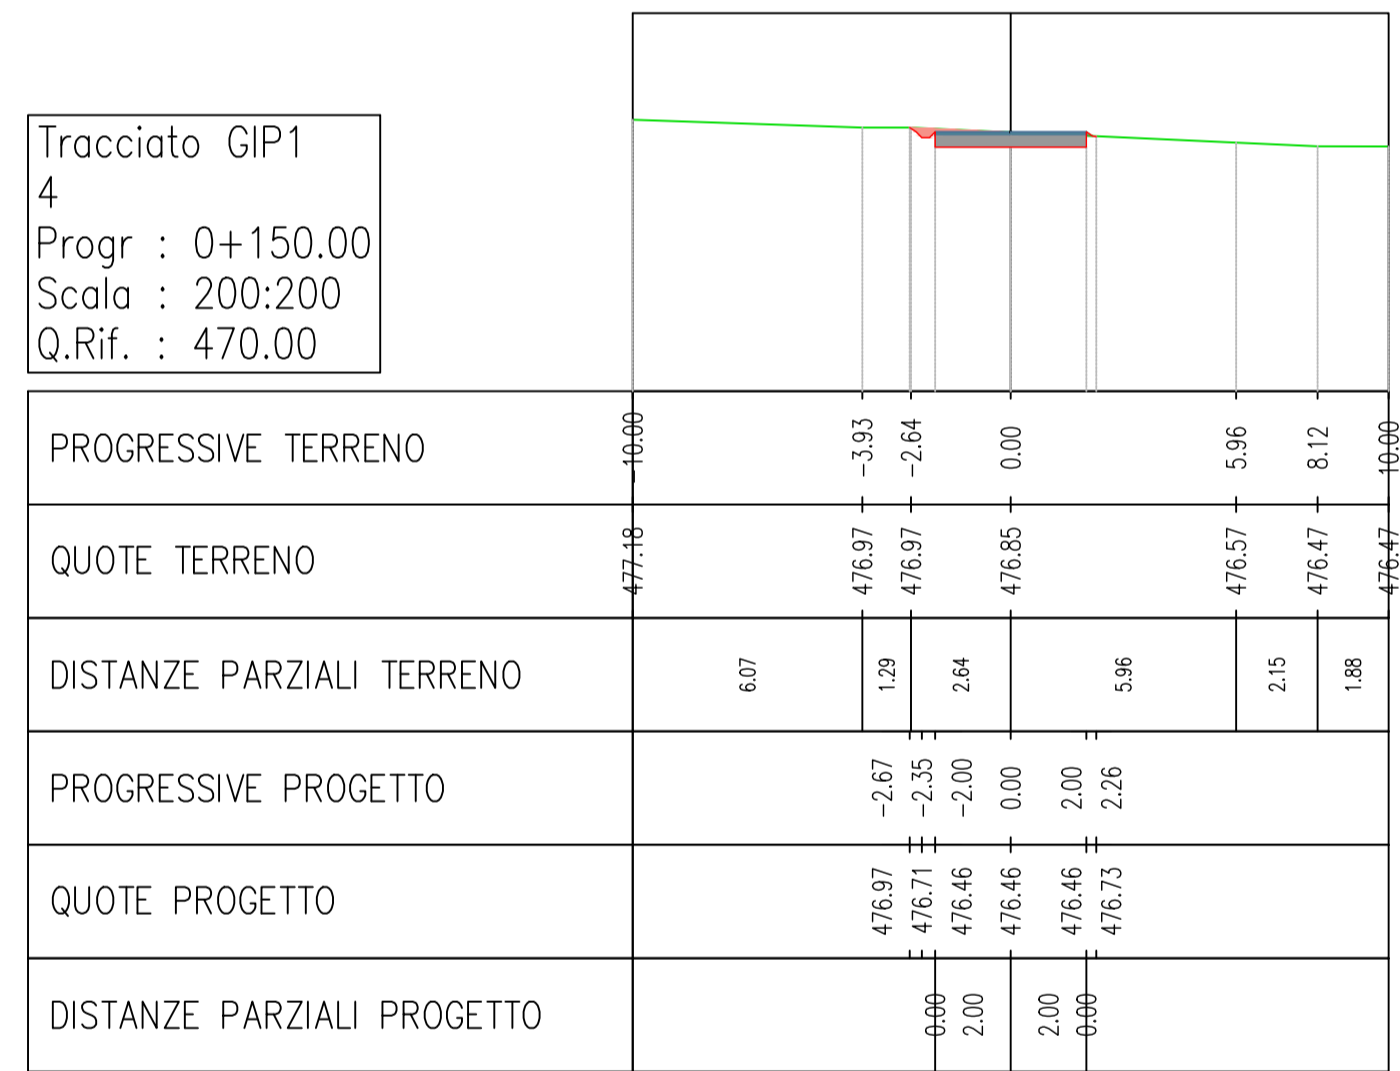 Tracciato GIP1
4
Progr : 0+150.00
Scala : 200:200
Q.Rif. : 470.00
PROGRESSIVE TERRENO -10.00 -3.93 -2.64 0.00 5.96 8.12 10.00
QUOTE TERRENO 477.18 476.97 476.97 476.85 476.57 476.47 476.47
DISTANZE PARZIALI TERRENO 6.07 1.29 2.64 5.96 2.15 1.88
PROGRESSIVE PROGETTO -2.67 -2.35 -2.00 0.00 2.00 2.26
QUOTE PROGETTO 476.97 476.71 476.46 476.46 476.46 476.73
DISTANZE PARZIALI PROGETTO 0.00 2.00 2.00 0.00